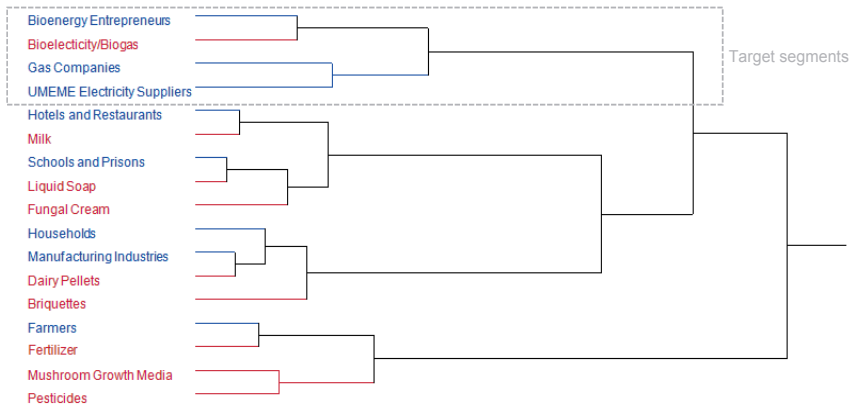 Bioenergy Entrepreneurs
Bioelecticity/Biogas
Gas Companies
UMEME Electricity Suppliers
Target segments
Hotels and Restaurants
Milk
Schools and Prisons
Liquid Soap
Fungal Cream
Households
Manufacturing Industries
Dairy Pellets
Briquettes
Farmers
Fertilizer
Mushroom Growth Media
Pesticides